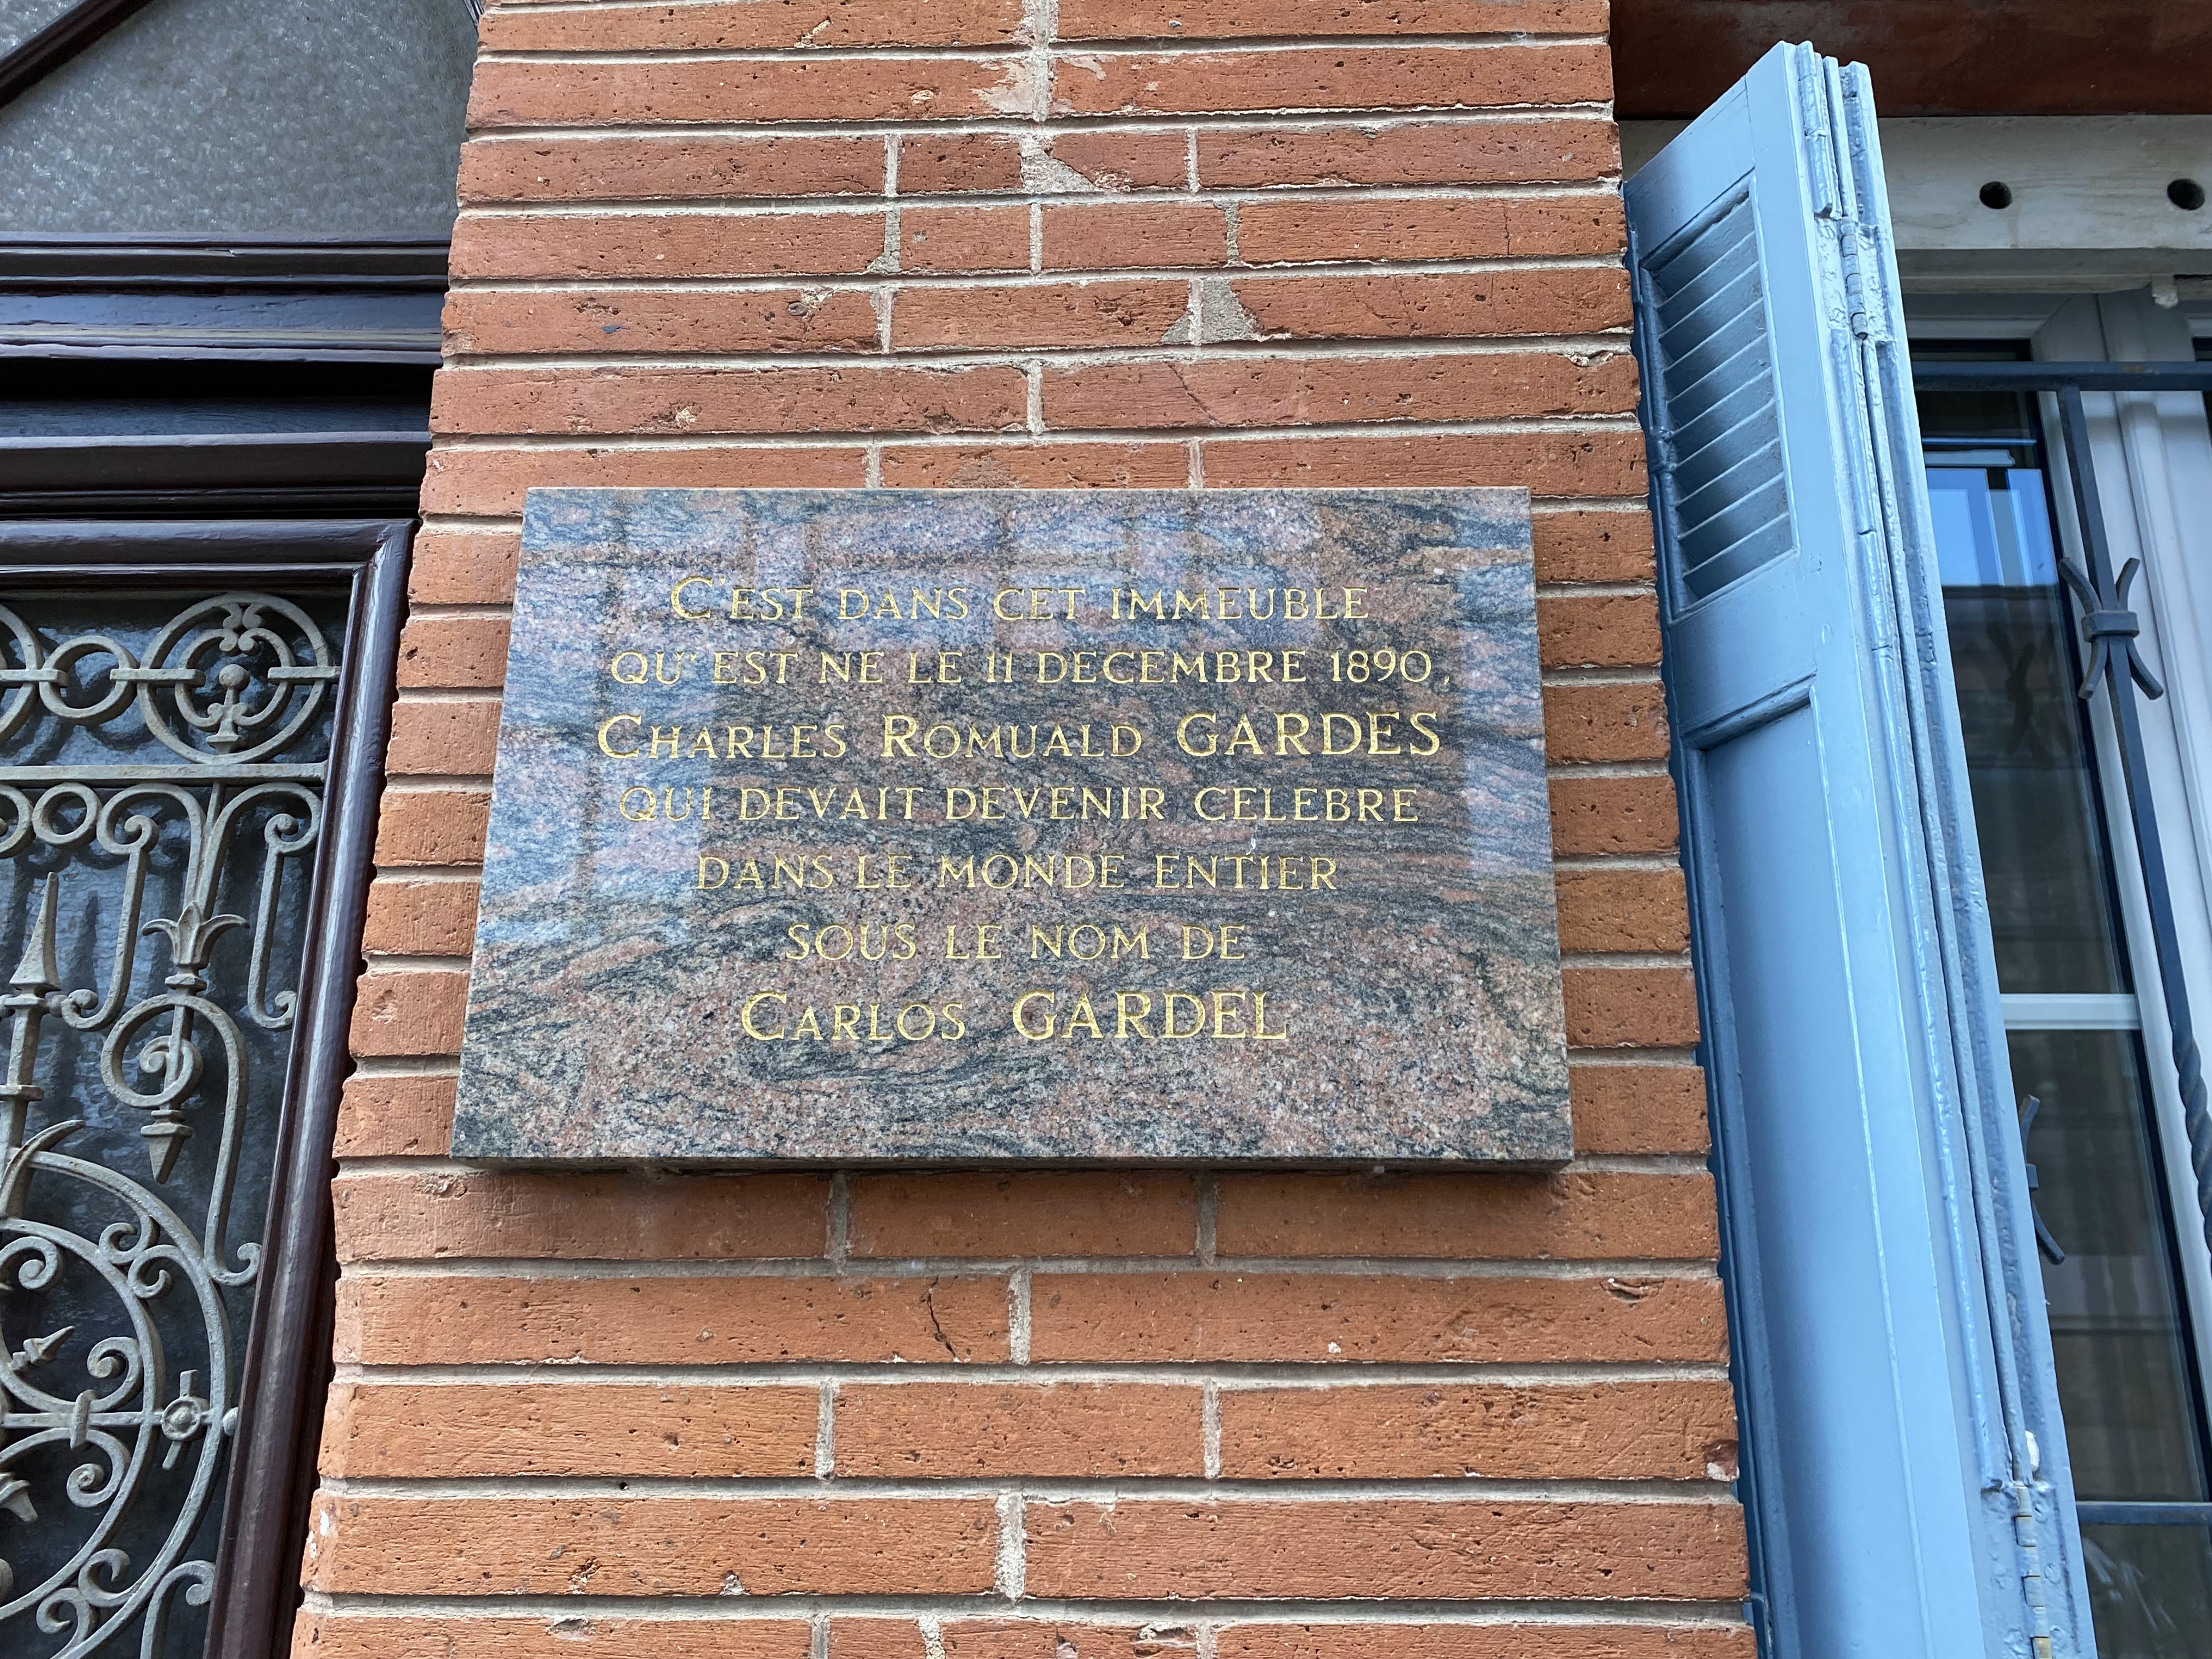 C'EST DANS CET IMMEUBLE
QU'EST NE LE 11 DECEMBRE 1890,
CHARLES ROMUALD GARDES
QUI DEVAIT DEVENIR CELEBRE
DANS LE MONDE ENTIER
SOUS LE NOM DE
CARLOS GARDEL